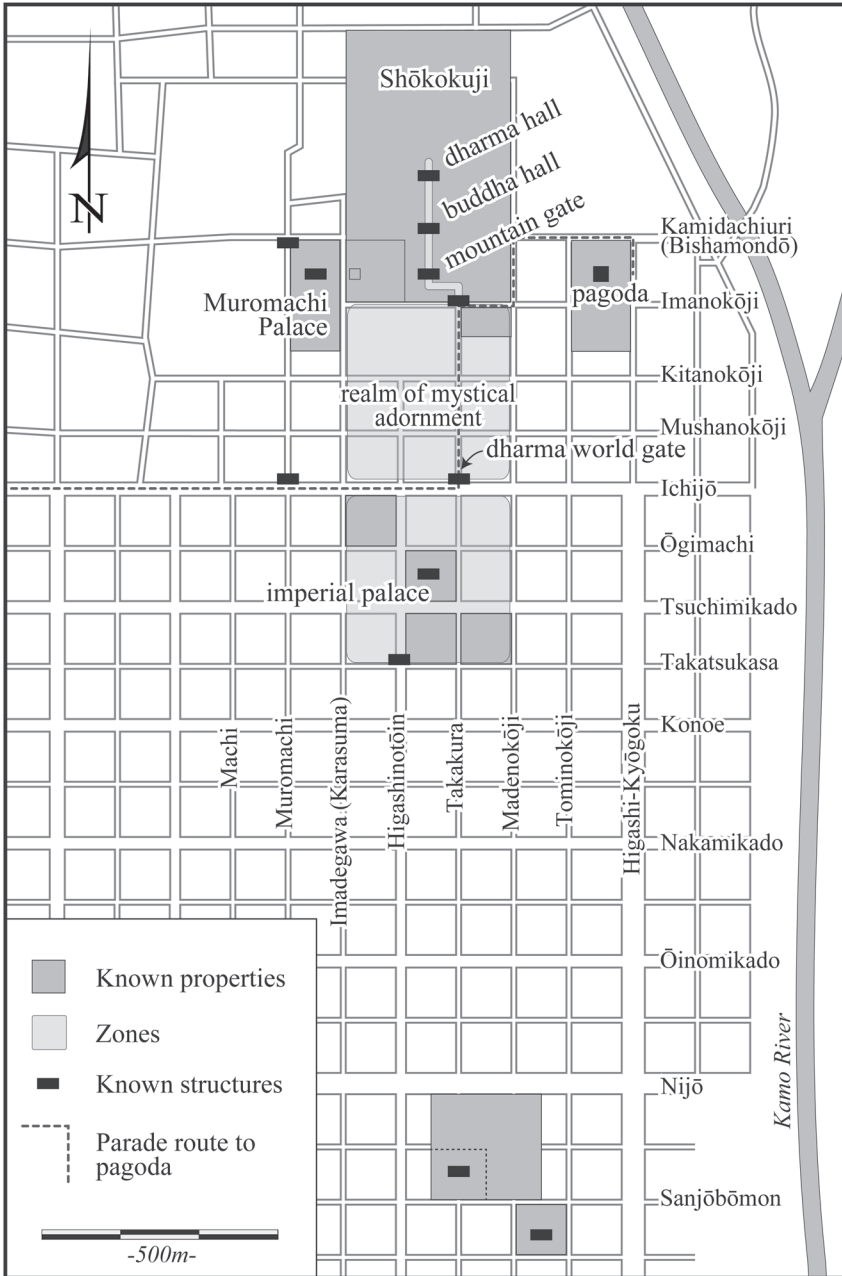 Shōkokuji
dharma hall
buddha hall
mountain gate
N
Kamidachiuri
(Bishamondō)
pagoda
Imanokōji
Muromachi
Palace
Kitanokōji
realm of mystical
adornment
Mushanokōji
dharma world gate
Ichijō
Ōgimachi
imperial palace
Tsuchimikado
Takatsukasa
Konoe
Machi
Muromachi
Imadegawa (Karasuma)
Higashinotōin
Takakura
Madenokōji
Tominokōji
Higashi-Kyōgoku
Nakamikado
Ōinomikado
Nijō
Kamo River
Sanjōbōmon
Known properties
Zones
Known structures
Parade route to
pagoda
-500m-